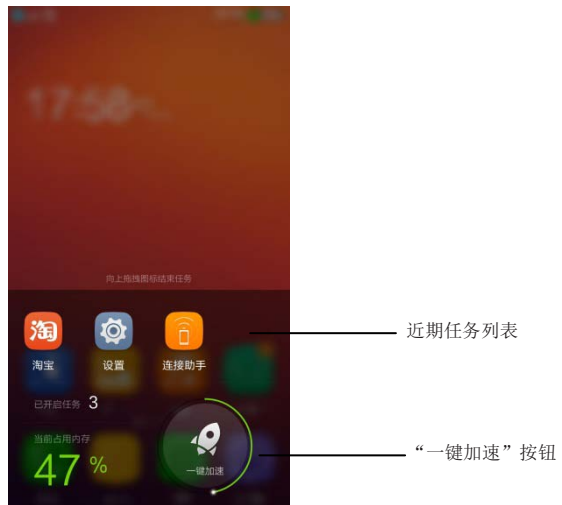 向上拖拽图标结束任务
淘
淘宝 设置 连接助手
近期任务列表
已开启任务 3
当前占用内存
47 %
一键加速
“一键加速”按钮